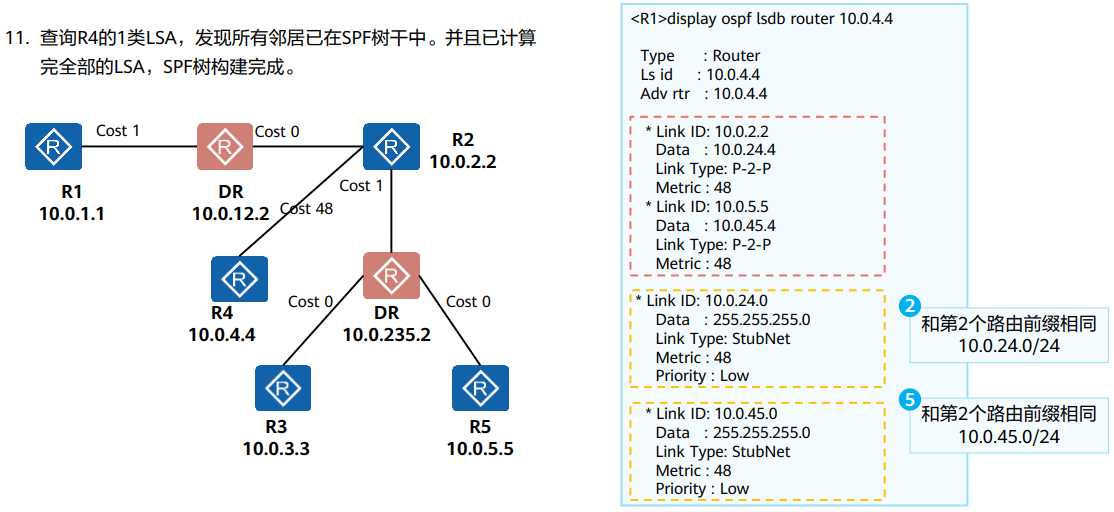 11. 查询R4的1类LSA，发现所有邻居已在SPF树干中。并且已计算
完全部的LSA，SPF树构建完成。
Cost 1
Cost 0
R1
10.0.1.1
DR
10.0.12.2
R2
10.0.2.2
Cost 48
Cost 1
R4
10.0.4.4
DR
10.0.235.2
Cost 0
Cost 0
R3
10.0.3.3
R5
10.0.5.5
<R1>display ospf lsdb router 10.0.4.4
Type : Router
Ls id : 10.0.4.4
Adv rtr : 10.0.4.4
* Link ID: 10.0.2.2
Data : 10.0.24.4
Link Type: P-2-P
Metric : 48
* Link ID: 10.0.5.5
Data : 10.0.45.4
Link Type: P-2-P
Metric : 48
* Link ID: 10.0.24.0
Data : 255.255.255.0
Link Type: StubNet
Metric : 48
Priority : Low
* Link ID: 10.0.45.0
Data : 255.255.255.0
Link Type: StubNet
Metric : 48
Priority : Low
2
和第2个路由前缀相同
10.0.24.0/24
5
和第2个路由前缀相同
10.0.45.0/24